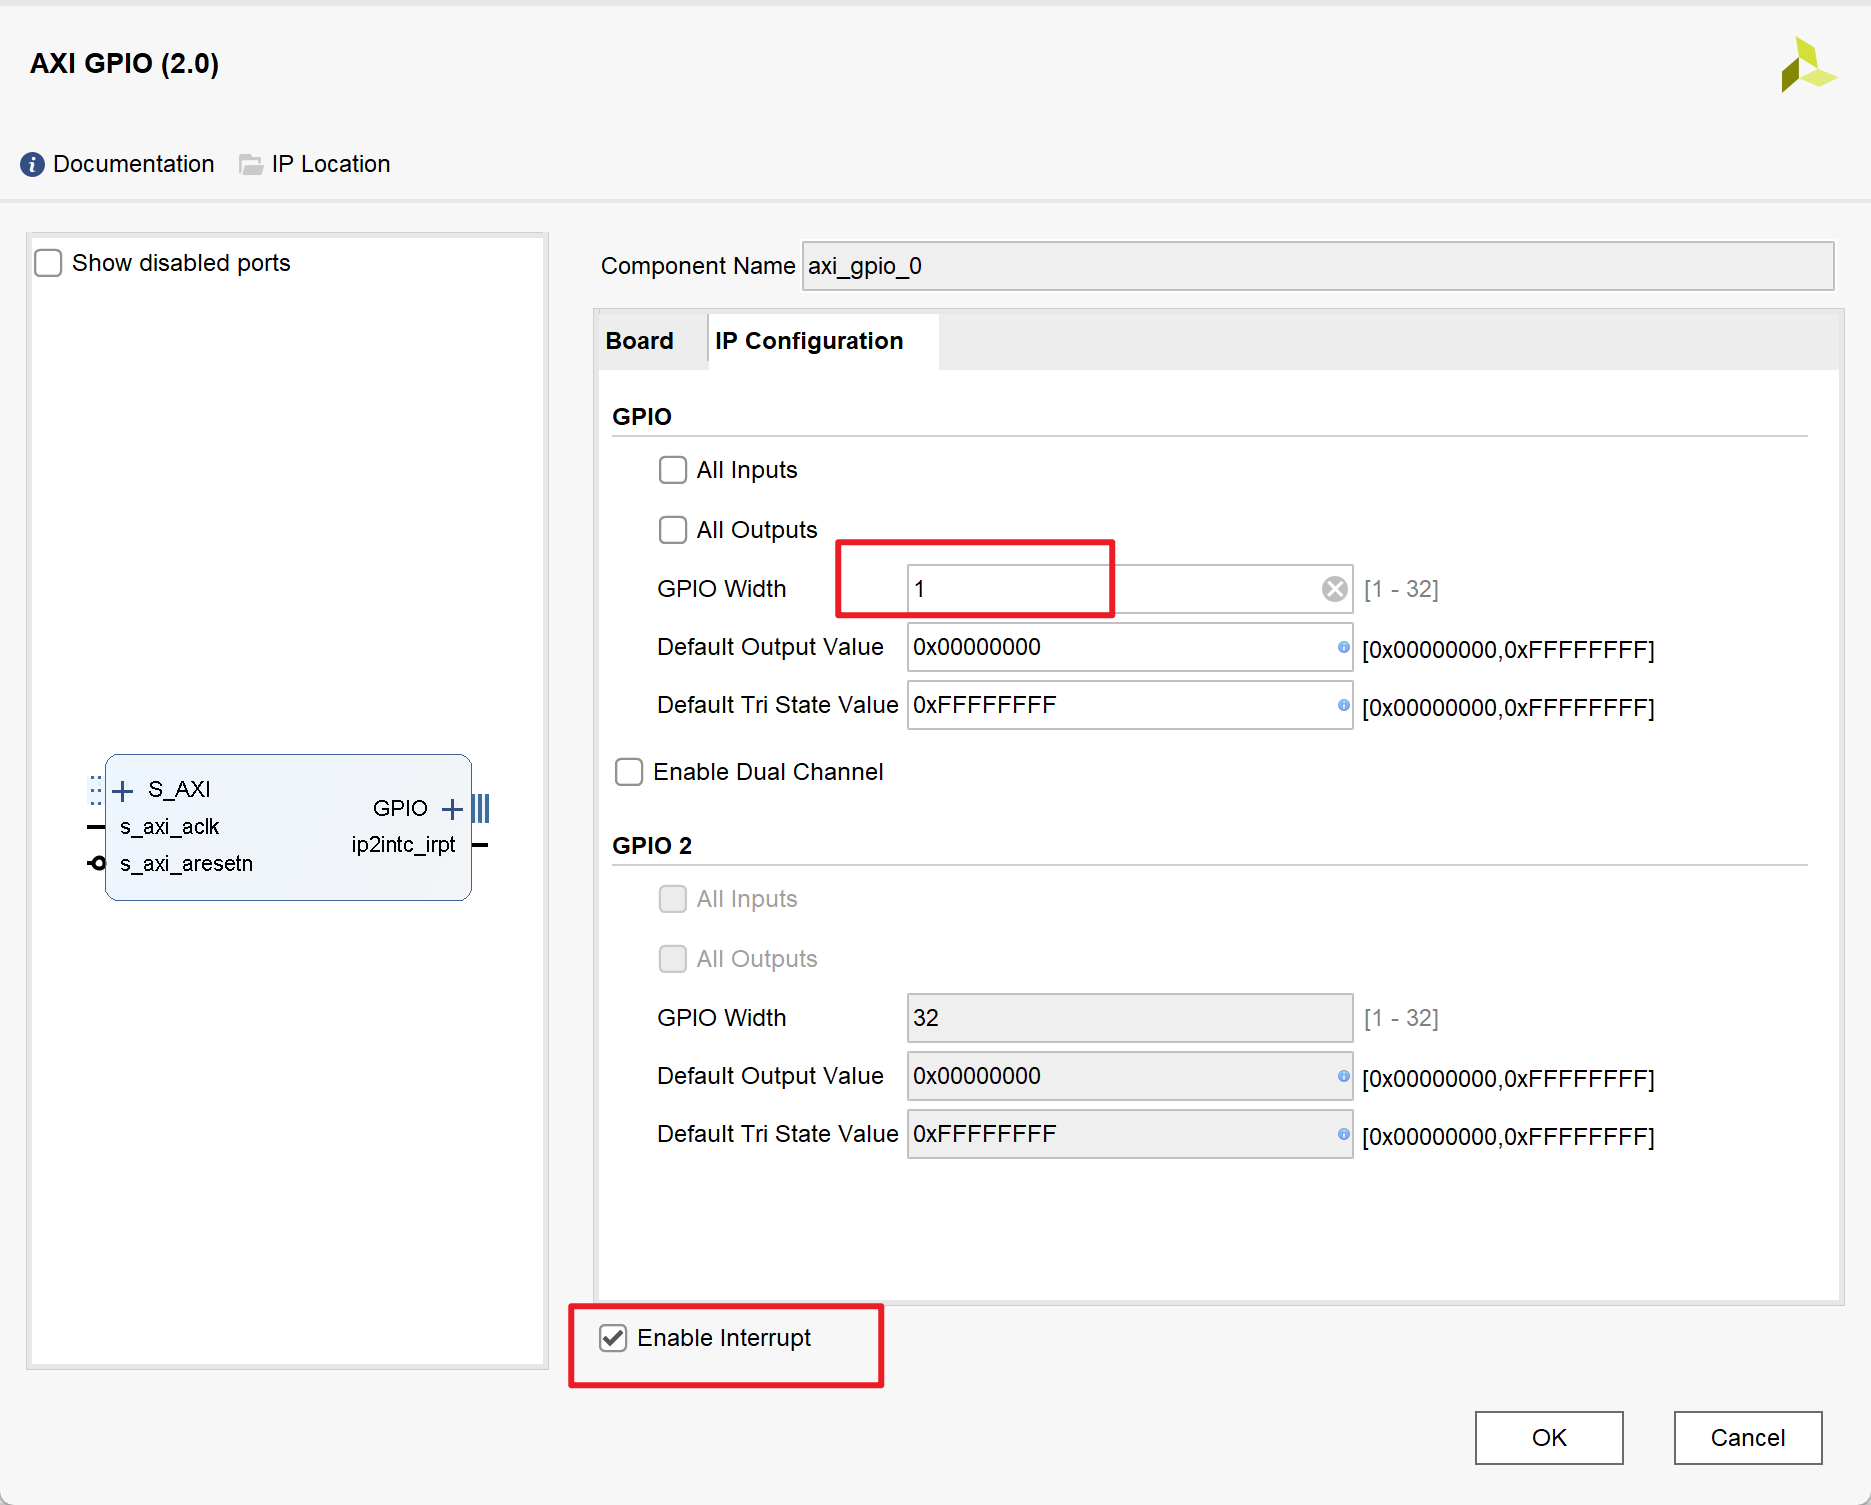 AXI GPIO (2.0)
Documentation IP Location
Show disabled ports
S_AXI
s_axi_aclk
s_axi_aresetn
GPIO
ip2intc_irpt
Component Name axi_gpio_0
Board IP Configuration
GPIO
All Inputs
All Outputs
GPIO Width 1 [1 - 32]
Default Output Value 0x00000000 [0x00000000,0xFFFFFFFF]
Default Tri State Value 0xFFFFFFFF [0x00000000,0xFFFFFFFF]
Enable Dual Channel
GPIO 2
All Inputs
All Outputs
GPIO Width 32 [1 - 32]
Default Output Value 0x00000000 [0x00000000,0xFFFFFFFF]
Default Tri State Value 0xFFFFFFFF [0x00000000,0xFFFFFFFF]
Enable Interrupt
OK Cancel